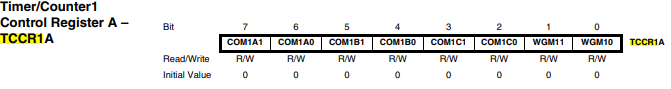 Timer/Counter1
Control Register A –
TCCR1A
Bit 7 6 5 4 3 2 1 0
COM1A1 COM1A0 COM1B1 COM1B0 COM1C1 COM1C0 WGM11 WGM10 TCCR1A
Read/Write R/W R/W R/W R/W R/W R/W R/W R/W
Initial Value 0 0 0 0 0 0 0 0